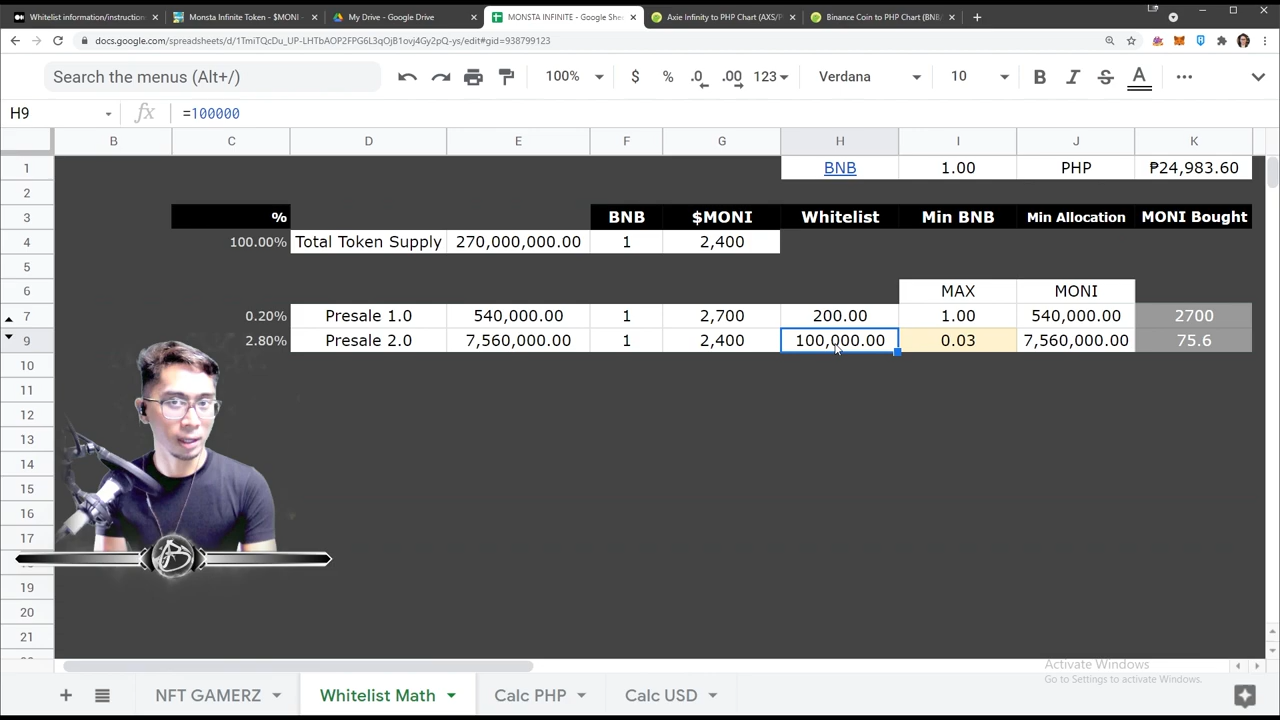 Whitelist information/instruction
Monsta Infinite Token - $MONI -
My Drive - Google Drive
MONSTA INFINITE - Google Shee
Axie Infinity to PHP Chart (AXS/P
Binance Coin to PHP Chart (BNB/
docs.google.com/spreadsheets/d/1TmiTQcDu_UP-LHTbAOP2FPG6L3qOjB1ovj4Gy2pQ-ys/edit#gid=938799123
Search the menus (Alt+/)
100%
$
%
.0
.00
123
Verdana
10
B
I
S
A
H9
fx
=100000
B C D E F G H I J K
1 BNB 1.00 PHP ₱24,983.60
2
3 % BNB $MONI Whitelist Min BNB Min Allocation MONI Bought
4 100.00% Total Token Supply 270,000,000.00 1 2,400
5
6 MAX MONI
7 0.20% Presale 1.0 540,000.00 1 2,700 200.00 1.00 540,000.00 2700
9 2.80% Presale 2.0 7,560,000.00 1 2,400 100,000.00 0.03 7,560,000.00 75.6
10
11
12
13
14
15
16
17
19
20
21
Activate Windows
Go to Settings to activate Windows.
NFT GAMERZ
Whitelist Math
Calc PHP
Calc USD